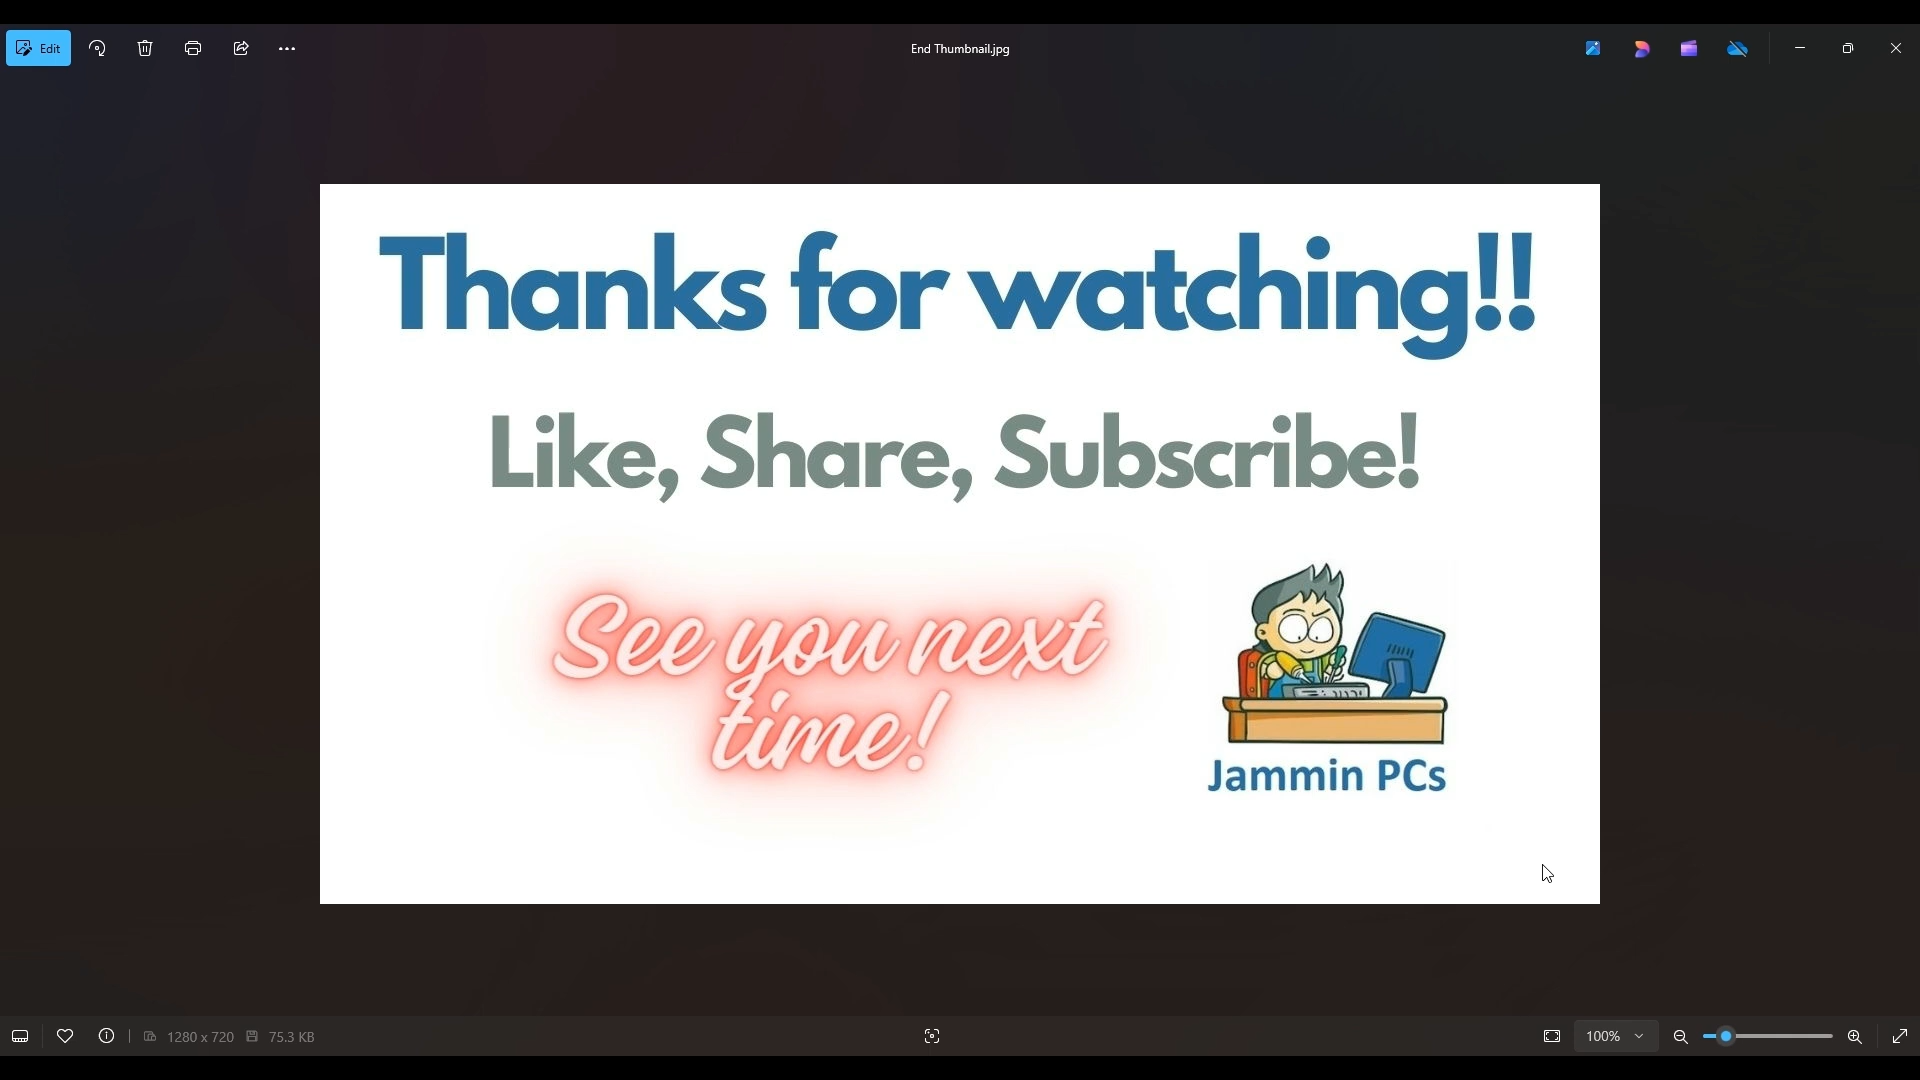 Edit
End Thumbnail.jpg
Thanks for watching!!
Like, Share, Subscribe!
See you next
time!
Jammin PCs
1280 x 720
75.3 KB
100%